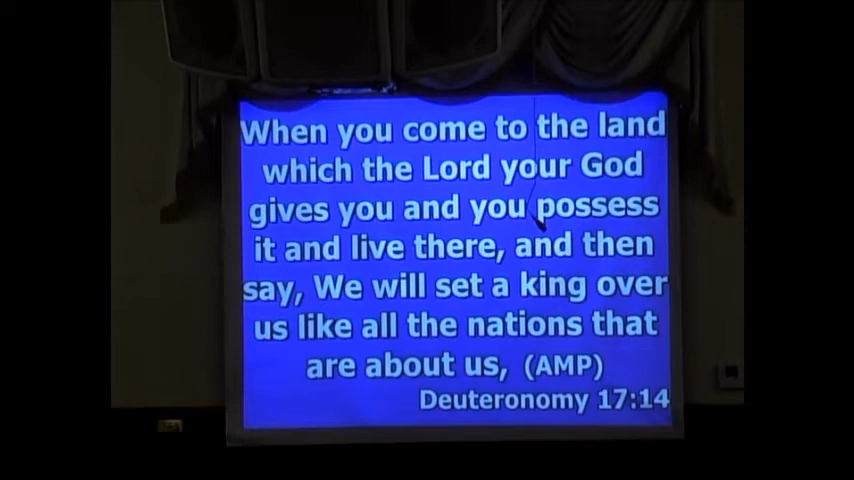 When you come to the land
which the Lord your God
gives you and you possess
it and live there, and then
say, We will set a king over
us like all the nations that
are about us, (AMP)
Deuteronomy 17:14